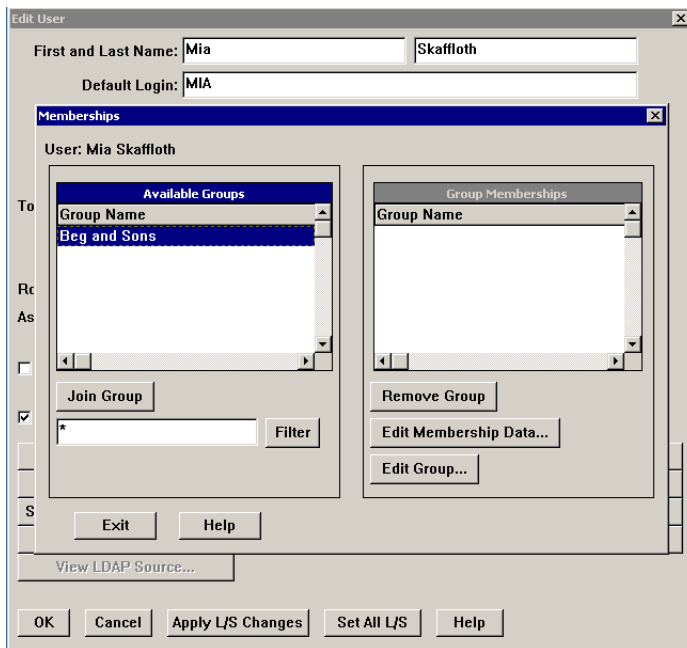 Edit User
First and Last Name: Mia Skaffloth
Default Login: MIA
Memberships
User: Mia Skaffloth
Available Groups
Group Name
Beg and Sons
Join Group
* Filter
Group Memberships
Group Name
Remove Group
Edit Membership Data...
Edit Group...
Exit Help
To
As
S
View LDAP Source...
OK Cancel Apply L/S Changes Set All L/S Help